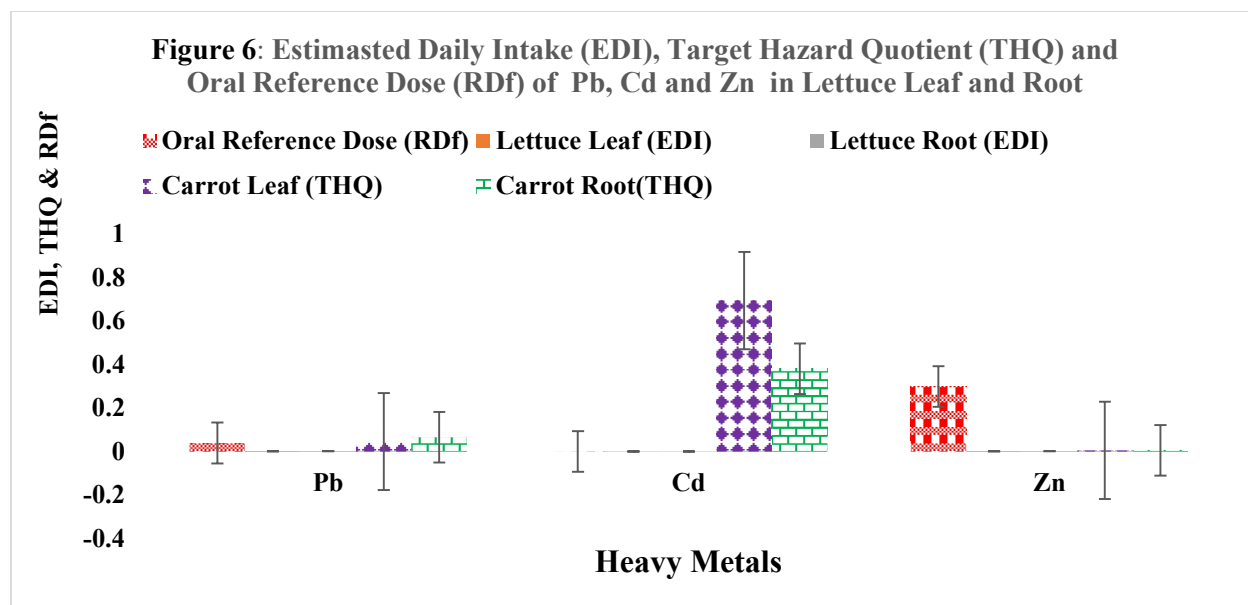 Figure 6: Estimasted Daily Intake (EDI), Target Hazard Quotient (THQ) and
Oral Reference Dose (RDf) of Pb, Cd and Zn in Lettuce Leaf and Root
Oral Reference Dose (RDf) Lettuce Leaf (EDI) Lettuce Root (EDI)
Carrot Leaf (THQ) Carrot Root(THQ)
EDI, THQ & RDf
1
0.8
0.6
0.4
0.2
0
-0.2
-0.4
Pb Cd Zn
Heavy Metals